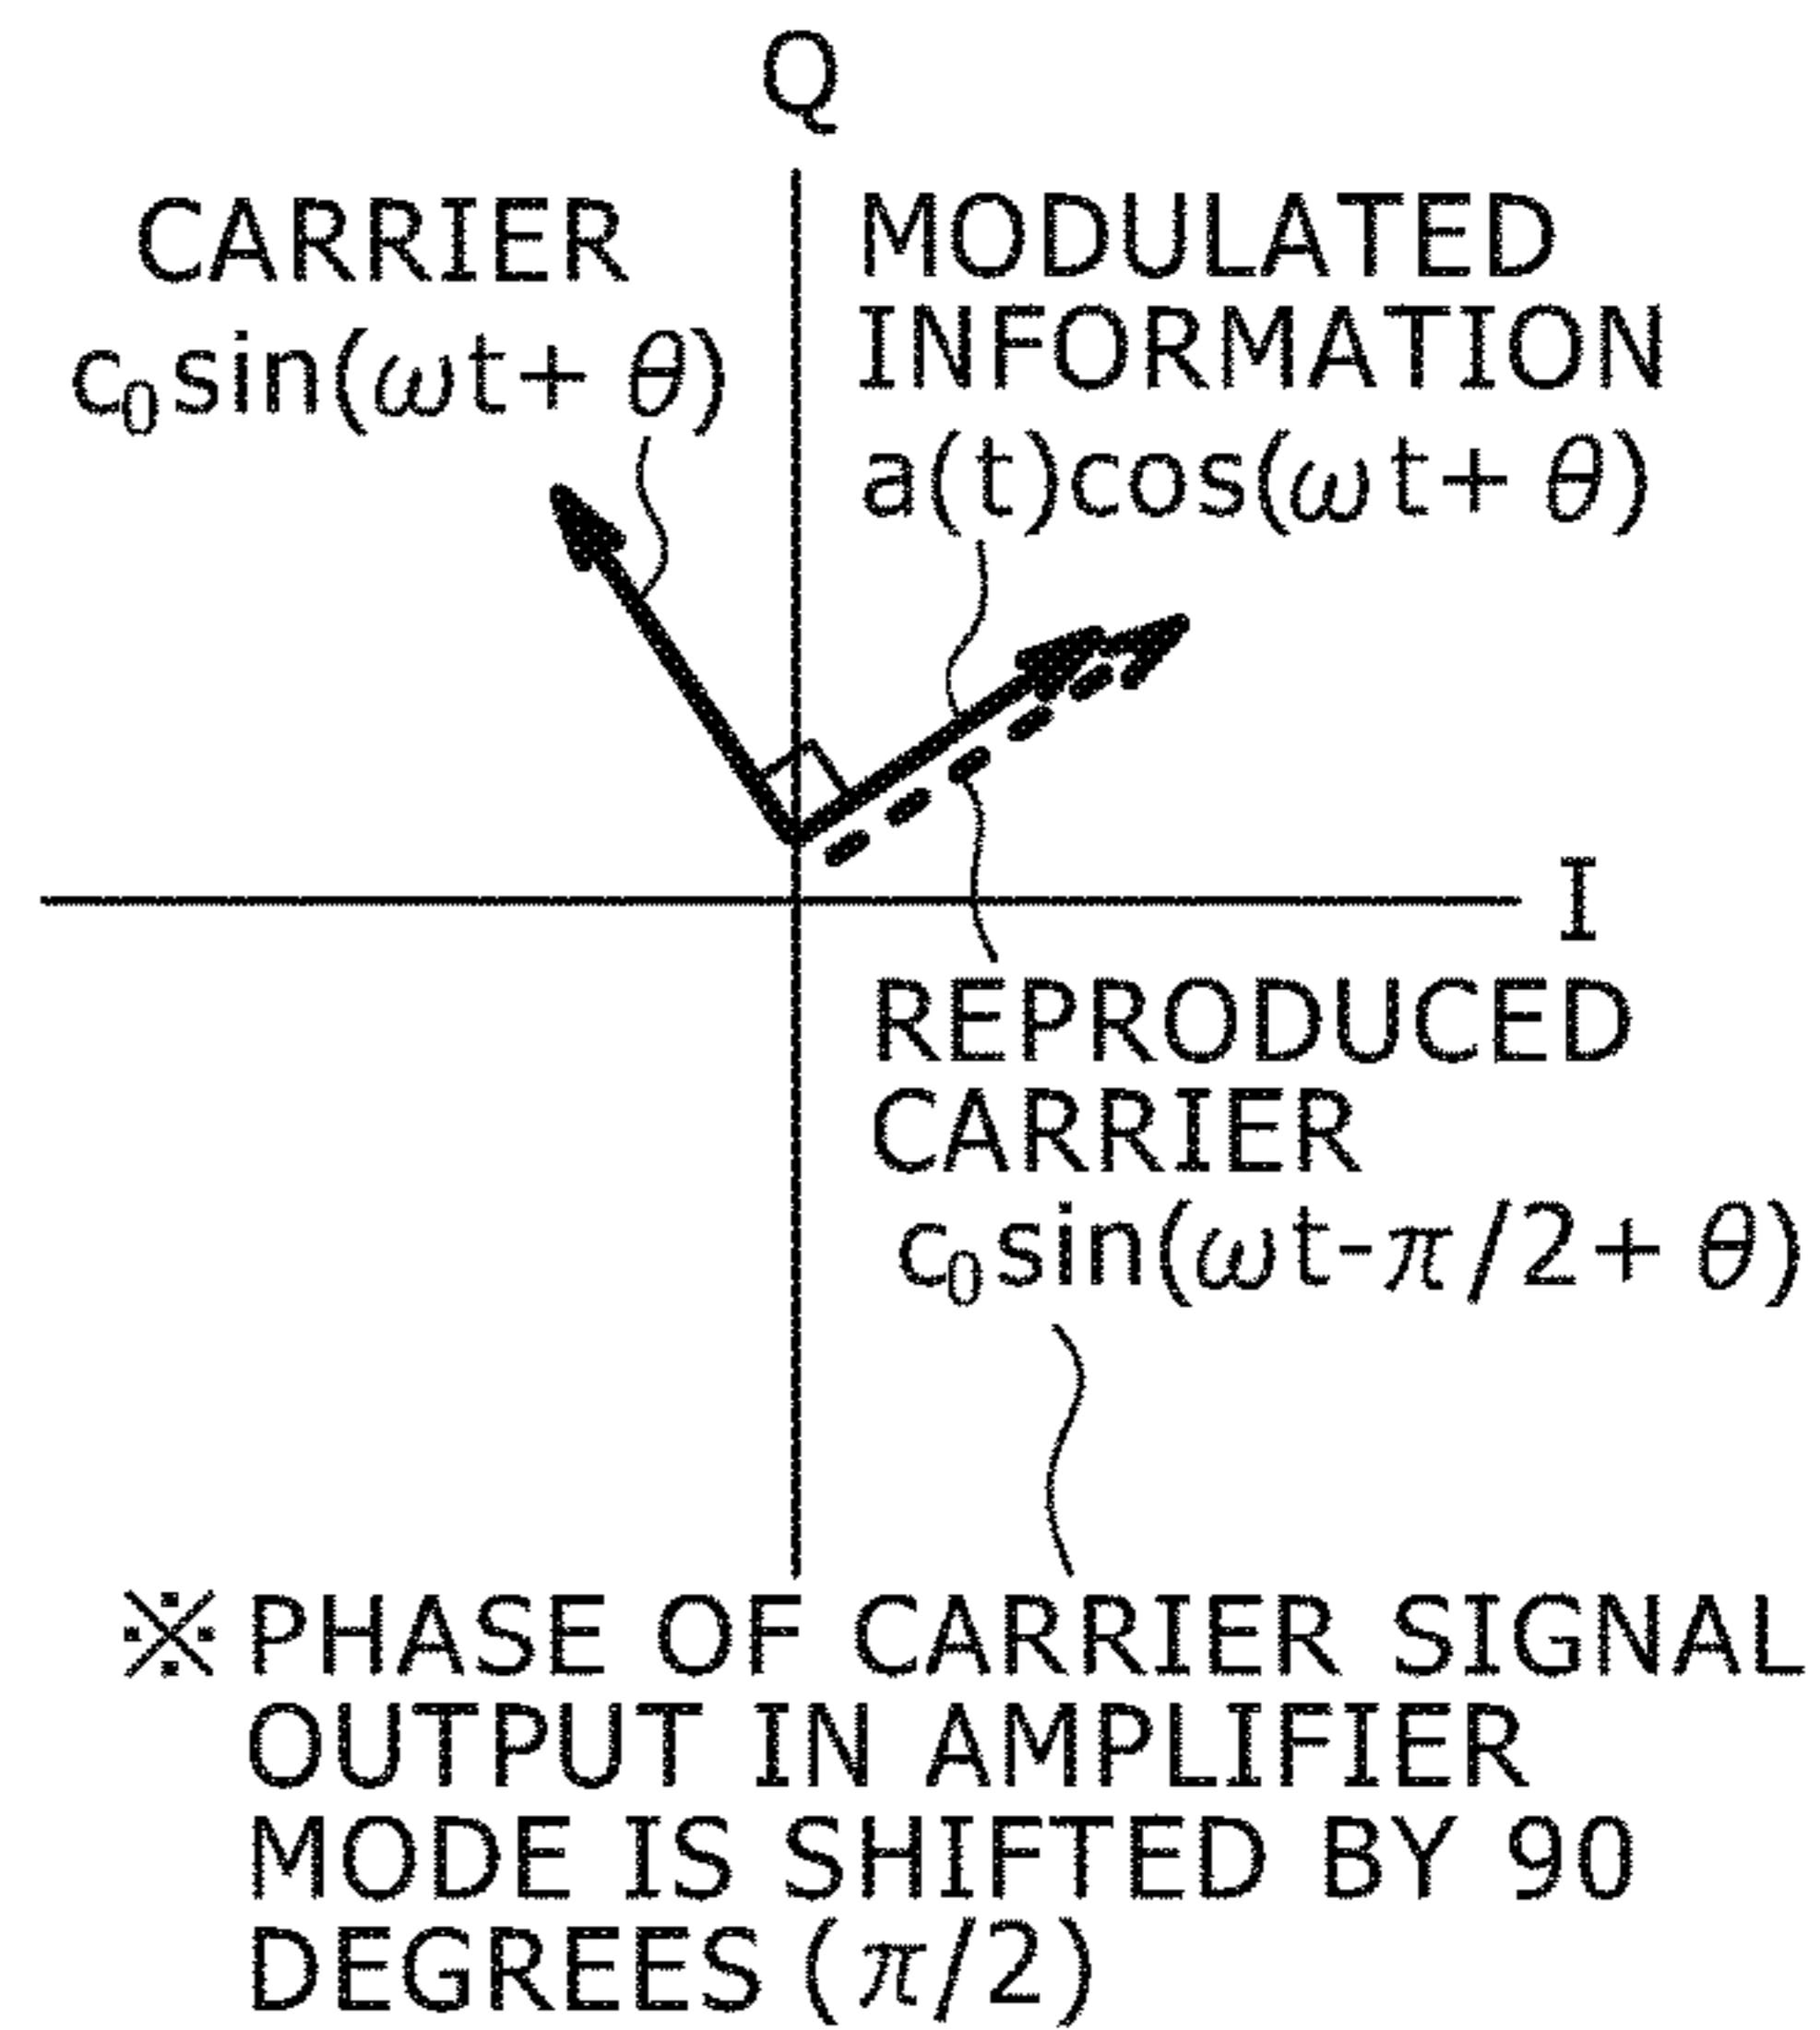 Q
CARRIER
c₀sin(ωt+θ)
MODULATED
INFORMATION
a(t)cos(ωt+θ)
I
REPRODUCED
CARRIER
c₀sin(ωt-π/2+θ)
※PHASE OF CARRIER SIGNAL
OUTPUT IN AMPLIFIER
MODE IS SHIFTED BY 90
DEGREES (π/2)